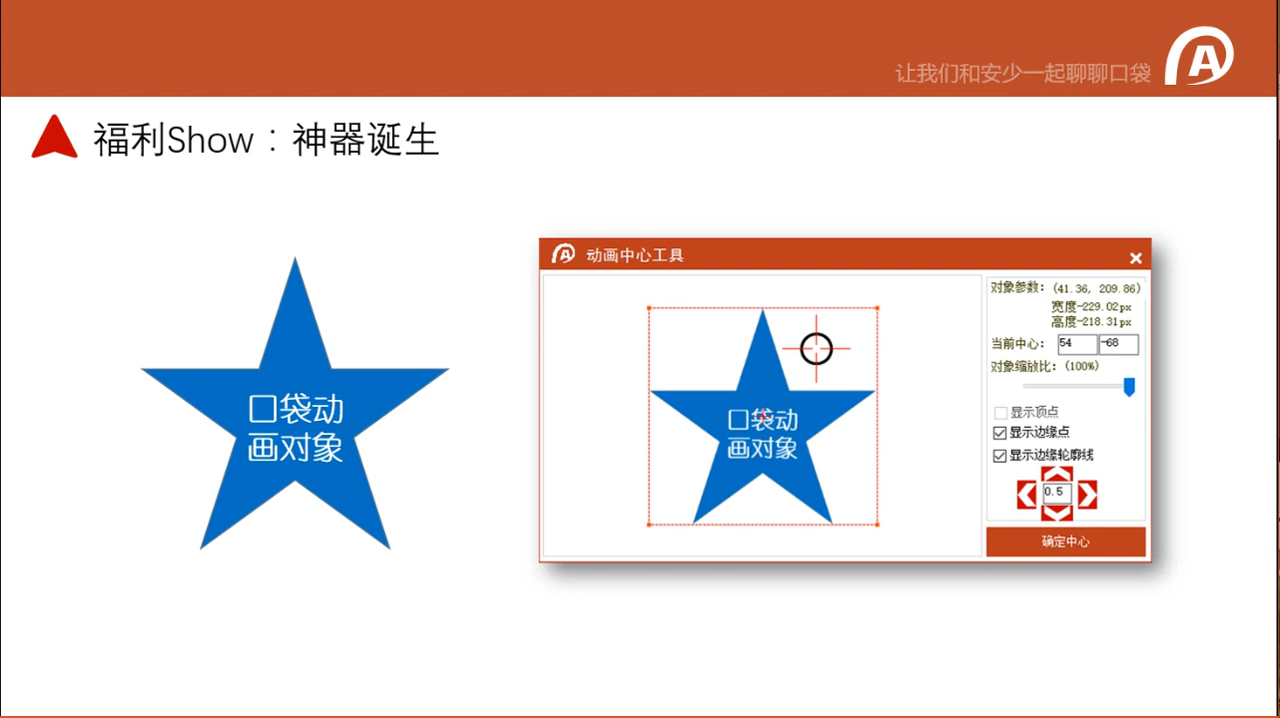 让我们和安少一起聊聊口袋
福利Show：神器诞生
口袋动
画对象
动画中心工具
口袋动
画对象
对象参数：(41.36, 209.86)
宽度-229.02px
高度-218.31px
当前中心： 54 -68
对象缩放比：(100%)
显示顶点
显示边缘点
显示边缘轮廓线
0.5
确定中心